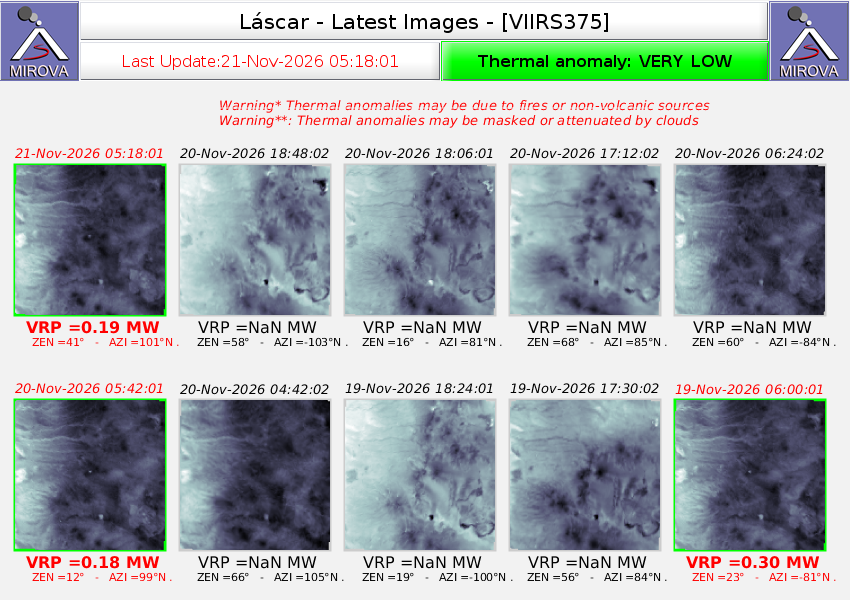 Láscar - Latest Images - [VIIRS375]
MIROVA
Last Update:21-Nov-2026 05:18:01
Thermal anomaly: VERY LOW
MIROVA
Warning* Thermal anomalies may be due to fires or non-volcanic sources
Warning**: Thermal anomalies may be masked or attenuated by clouds
21-Nov-2026 05:18:01 20-Nov-2026 18:48:02 20-Nov-2026 18:06:01 20-Nov-2026 17:12:02 20-Nov-2026 06:24:02
VRP =0.19 MW VRP =NaN MW VRP =NaN MW VRP =NaN MW VRP =NaN MW
ZEN =41° - AZI =101°N . ZEN =58° - AZI =-103°N . ZEN =16° - AZI =81°N . ZEN =68° - AZI =85°N . ZEN =60° - AZI =-84°N .
20-Nov-2026 05:42:01 20-Nov-2026 04:42:02 19-Nov-2026 18:24:01 19-Nov-2026 17:30:02 19-Nov-2026 06:00:01
VRP =0.18 MW VRP =NaN MW VRP =NaN MW VRP =NaN MW VRP =0.30 MW
ZEN =12° - AZI =99°N . ZEN =66° - AZI =105°N . ZEN =19° - AZI =-100°N . ZEN =56° - AZI =84°N . ZEN =23° - AZI =-81°N .